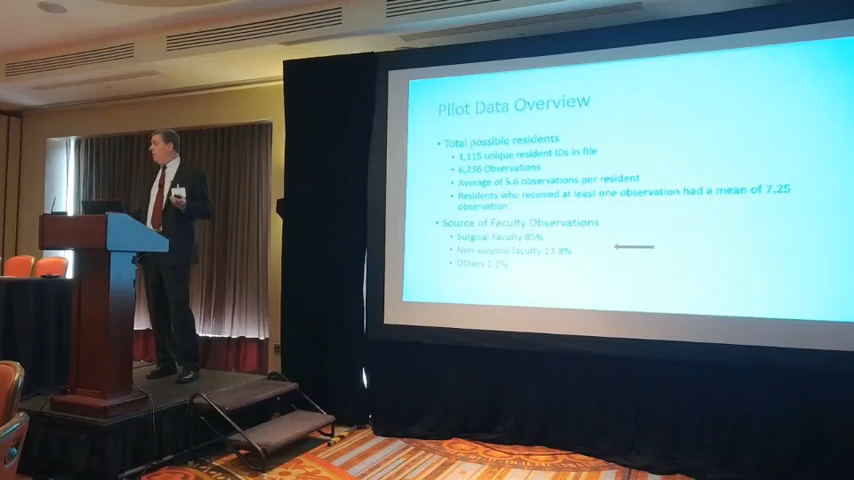 Pilot Data Overview
• Total possible residents
• 1,115 unique resident IDs in file
• 6,236 Observations
• Average of 5.6 observations per resident
• Residents who received at least one observation had a mean of 7.25
observation
• Source of Faculty Observations
• Surgical Faculty 85%
• Non-surgical faculty 13.8%
• Others 1.2%